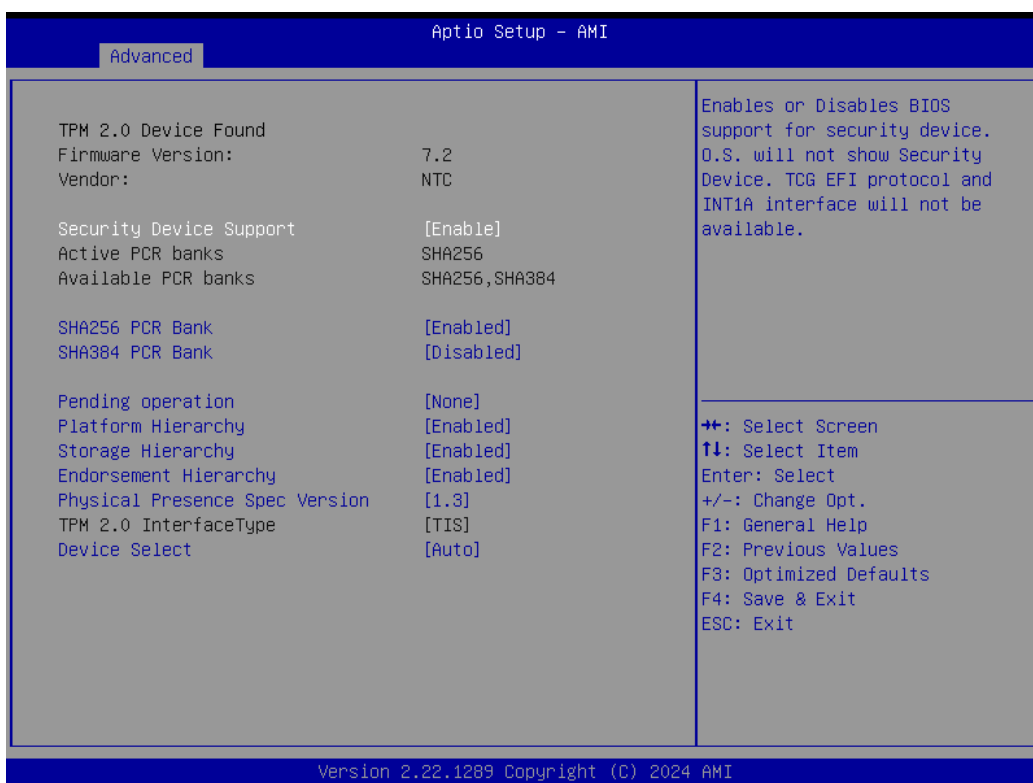 Aptio Setup – AMI
Advanced
TPM 2.0 Device Found
Firmware Version: 7.2
Vendor: NTC
Security Device Support [Enable]
Active PCR banks SHA256
Available PCR banks SHA256,SHA384
SHA256 PCR Bank [Enabled]
SHA384 PCR Bank [Disabled]
Pending operation [None]
Platform Hierarchy [Enabled]
Storage Hierarchy [Enabled]
Endorsement Hierarchy [Enabled]
Physical Presence Spec Version [1.3]
TPM 2.0 InterfaceType [TIS]
Device Select [Auto]
Enables or Disables BIOS
support for security device.
O.S. will not show Security
Device. TCG EFI protocol and
INT1A interface will not be
available.
→←: Select Screen
↑↓: Select Item
Enter: Select
+/-: Change Opt.
F1: General Help
F2: Previous Values
F3: Optimized Defaults
F4: Save & Exit
ESC: Exit
Version 2.22.1289 Copyright (C) 2024 AMI